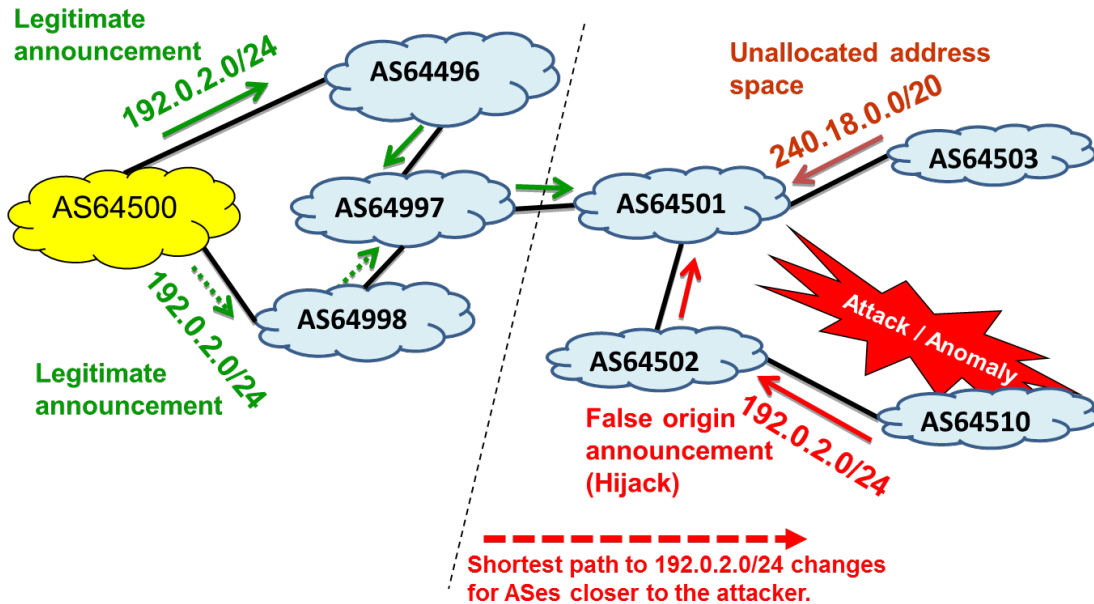 Legitimate
announcement
192.0.2.0/24
AS64496
Unallocated address
space
240.18.0.0/20
AS64503
AS64500
AS64997
AS64501
192.0.2.0/24
AS64998
Legitimate
announcement
AS64502
Attack / Anomaly
False origin
announcement
(Hijack)
192.0.2.0/24
AS64510
Shortest path to 192.0.2.0/24 changes
for ASes closer to the attacker.